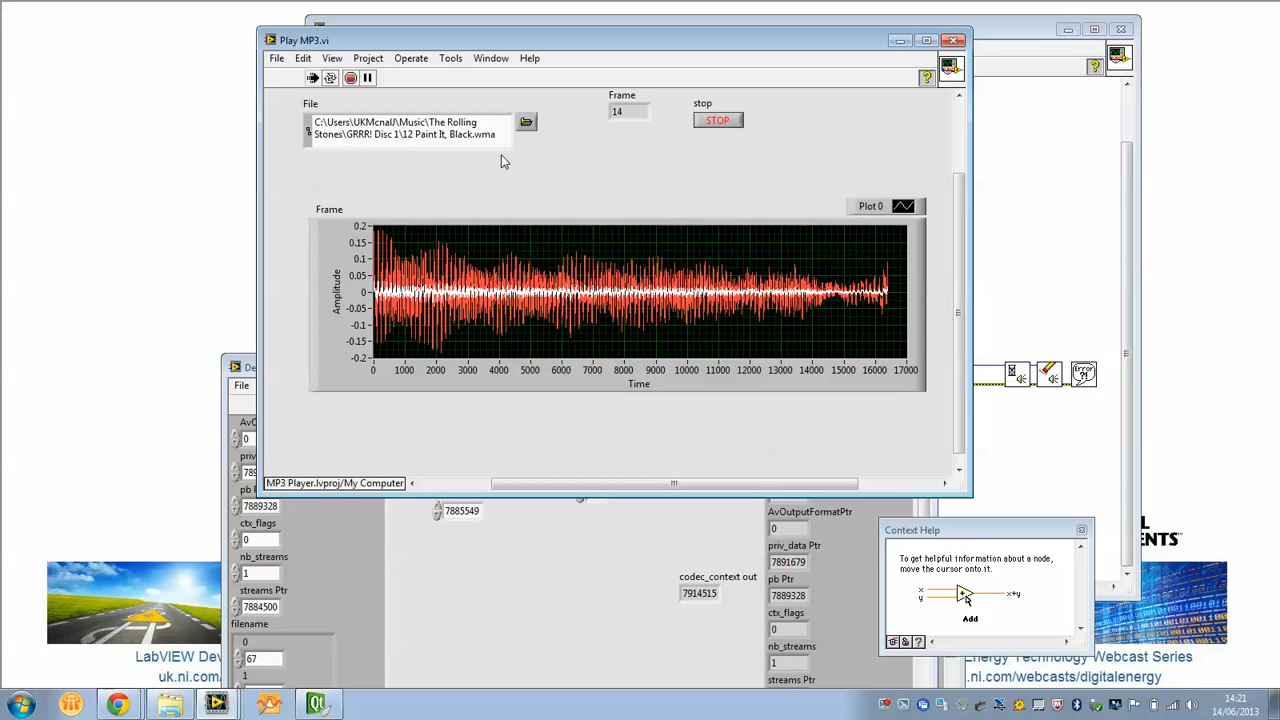 Play MP3.vi
File Edit View Project Operate Tools Window Help
File
C:\Users\UKMcnalJ\Music\The Rolling
Stones\GRRR! Disc 1\12 Paint It, Black.wma
Frame
14
stop
STOP
Frame
Plot 0
Amplitude
0.2
0.15
0.1
0.05
0
-0.05
-0.1
-0.15
-0.2
0 1000 2000 3000 4000 5000 6000 7000 8000 9000 10000 11000 12000 13000 14000 15000 16000 17000
Time
MP3 Player.lvproj/My Computer
File
0
7889328
ctx_flags
0
nb_streams
1
streams Ptr
7884500
filename
0
67
1
7885549
codec_context out
7914515
AvOutputFormatPtr
0
priv_data Ptr
7891679
pb Ptr
7889328
ctx_flags
0
nb_streams
1
streams Ptr
Error
?!
Context Help
To get helpful information about a node,
move the cursor onto it.
x
y
x+y
Add
LabVIEW
uk.ni.com/
Energy Technology Webcast Series
.ni.com/webcasts/digitalenergy
14:21
14/06/2013